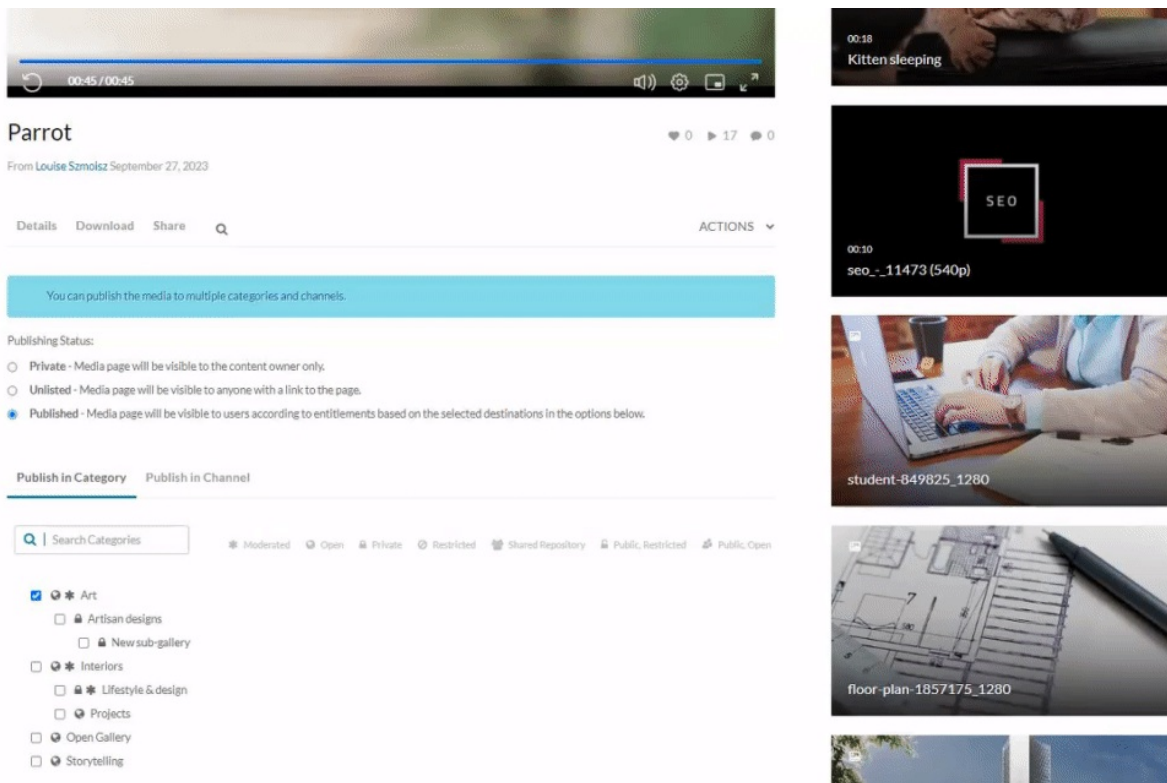 00:45 / 00:45
Parrot
0 17 0
From Louise Szmoisz September 27, 2023
Details Download Share ACTIONS
You can publish the media to multiple categories and channels.
Publishing Status:
Private - Media page will be visible to the content owner only.
Unlisted - Media page will be visible to anyone with a link to the page.
Published - Media page will be visible to users according to entitlements based on the selected destinations in the options below.
Publish in Category Publish in Channel
Search Categories
Moderated Open Private Restricted Shared Repository Public, Restricted Public, Open
Art
Artisan designs
New sub-gallery
Interiors
Lifestyle & design
Projects
Open Gallery
Storytelling
00:18
Kitten sleeping
SEO
00:10
seo_-_11473 (540p)
student-849825_1280
floor-plan-1857175_1280